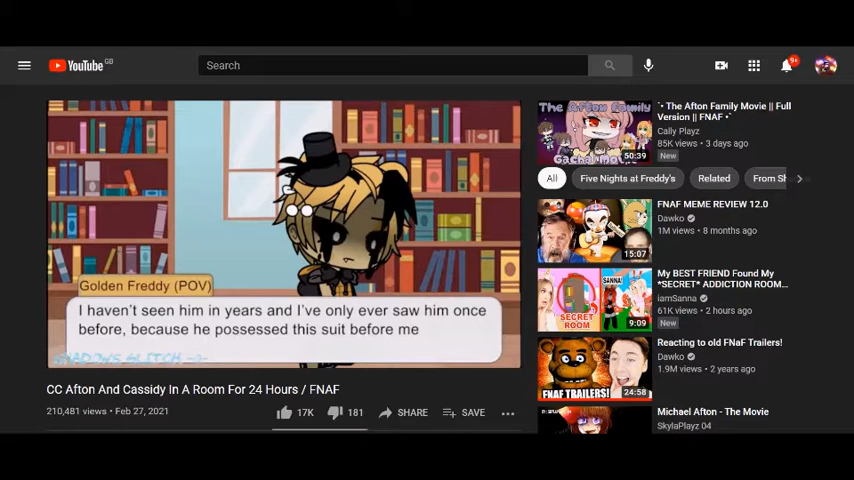 YouTube GB
Search
9+
Golden Freddy (POV)
I haven't seen him in years and I've only ever saw him once
before, because he possessed this suit before me
SHADOWS GLITCH
CC Afton And Cassidy In A Room For 24 Hours / FNAF
210,481 views • Feb 27, 2021
17K
181
SHARE
SAVE
The Afton Family
Gacha Movie
50:39
• The Afton Family Movie || Full
Version || FNAF •
Cally Playz
85K views • 3 days ago
New
All
Five Nights at Freddy's
Related
From Sh
15:07
FNAF MEME REVIEW 12.0
Dawko
1M views • 8 months ago
SANNA!
SECRET
ROOM
9:09
My BEST FRIEND Found My
*SECRET* ADDICTION ROOM...
iamSanna
61K views • 2 hours ago
New
FNAF TRAILERS!
24:58
Reacting to old FNaF Trailers!
Dawko
1.9M views • 2 years ago
Michael Afton - The Movie
SkylaPlayz 04